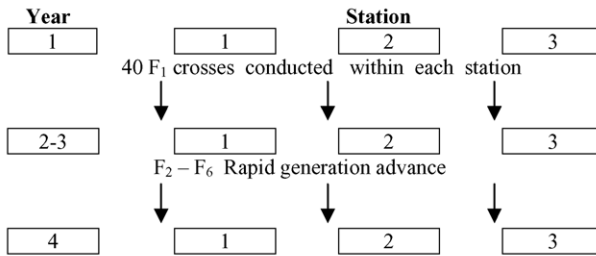 Year Station
1 1 2 3
40 F₁ crosses conducted within each station
2-3 1 2 3
F₂ – F₆ Rapid generation advance
4 1 2 3